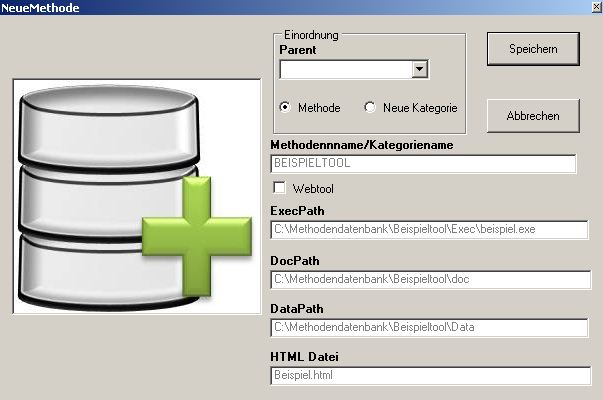 NeueMethode
Einordnung
Parent
Speichern
Methode
Neue Kategorie
Abbrechen
Methodennname/Kategoriename
BEISPIELTOOL
Webtool
ExecPath
C:\Methodendatenbank\Beispieltool\Exec\beispiel.exe
DocPath
C:\Methodendatenbank\Beispieltool\doc
DataPath
C:\Methodendatenbank\Beispieltool\Data
HTML Datei
Beispiel.html